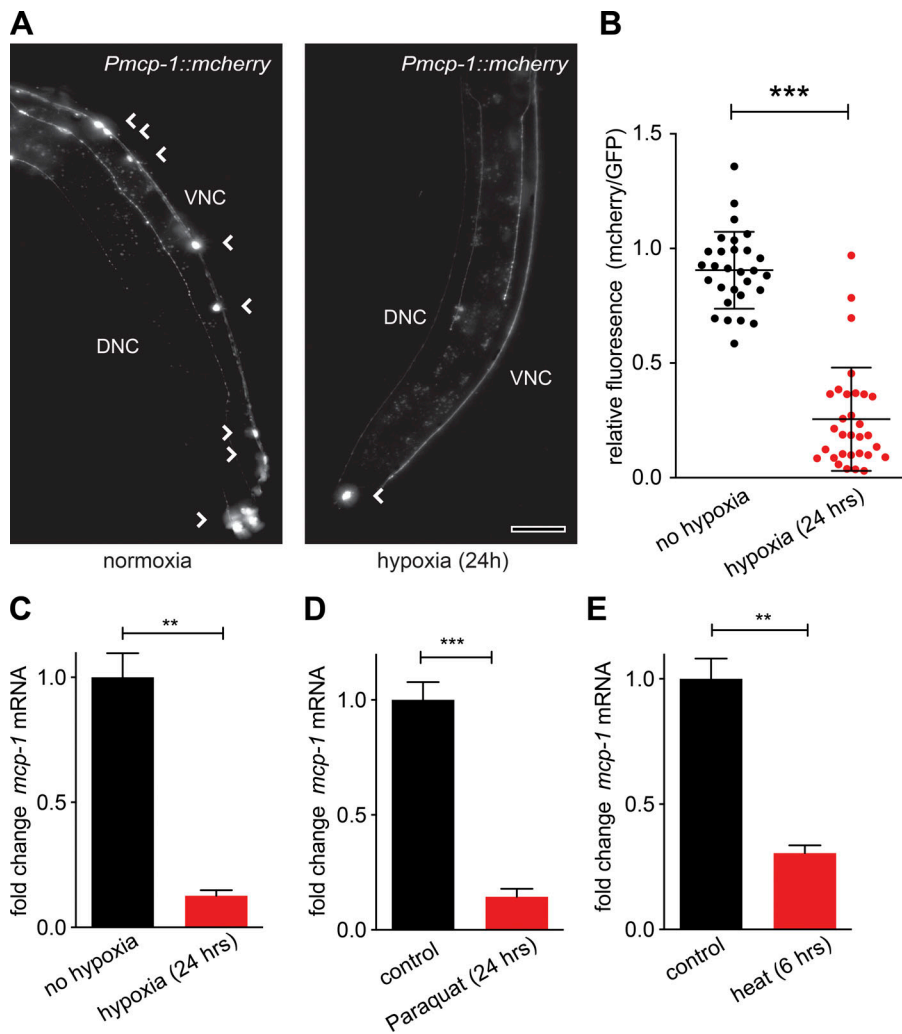 A
Pmcp-1::mcherry
VNC
DNC
normoxia
Pmcp-1::mcherry
DNC
VNC
hypoxia (24h)
B
***
relative fluoresence (mcherry/GFP)
1.5
1.0
0.5
0.0
no hypoxia
hypoxia (24 hrs)
C
**
fold change mcp-1 mRNA
1.0
0.5
0.0
no hypoxia
hypoxia (24 hrs)
D
***
fold change mcp-1 mRNA
1.0
0.5
0.0
control
Paraquat (24 hrs)
E
**
fold change mcp-1 mRNA
1.0
0.5
0.0
control
heat (6 hrs)